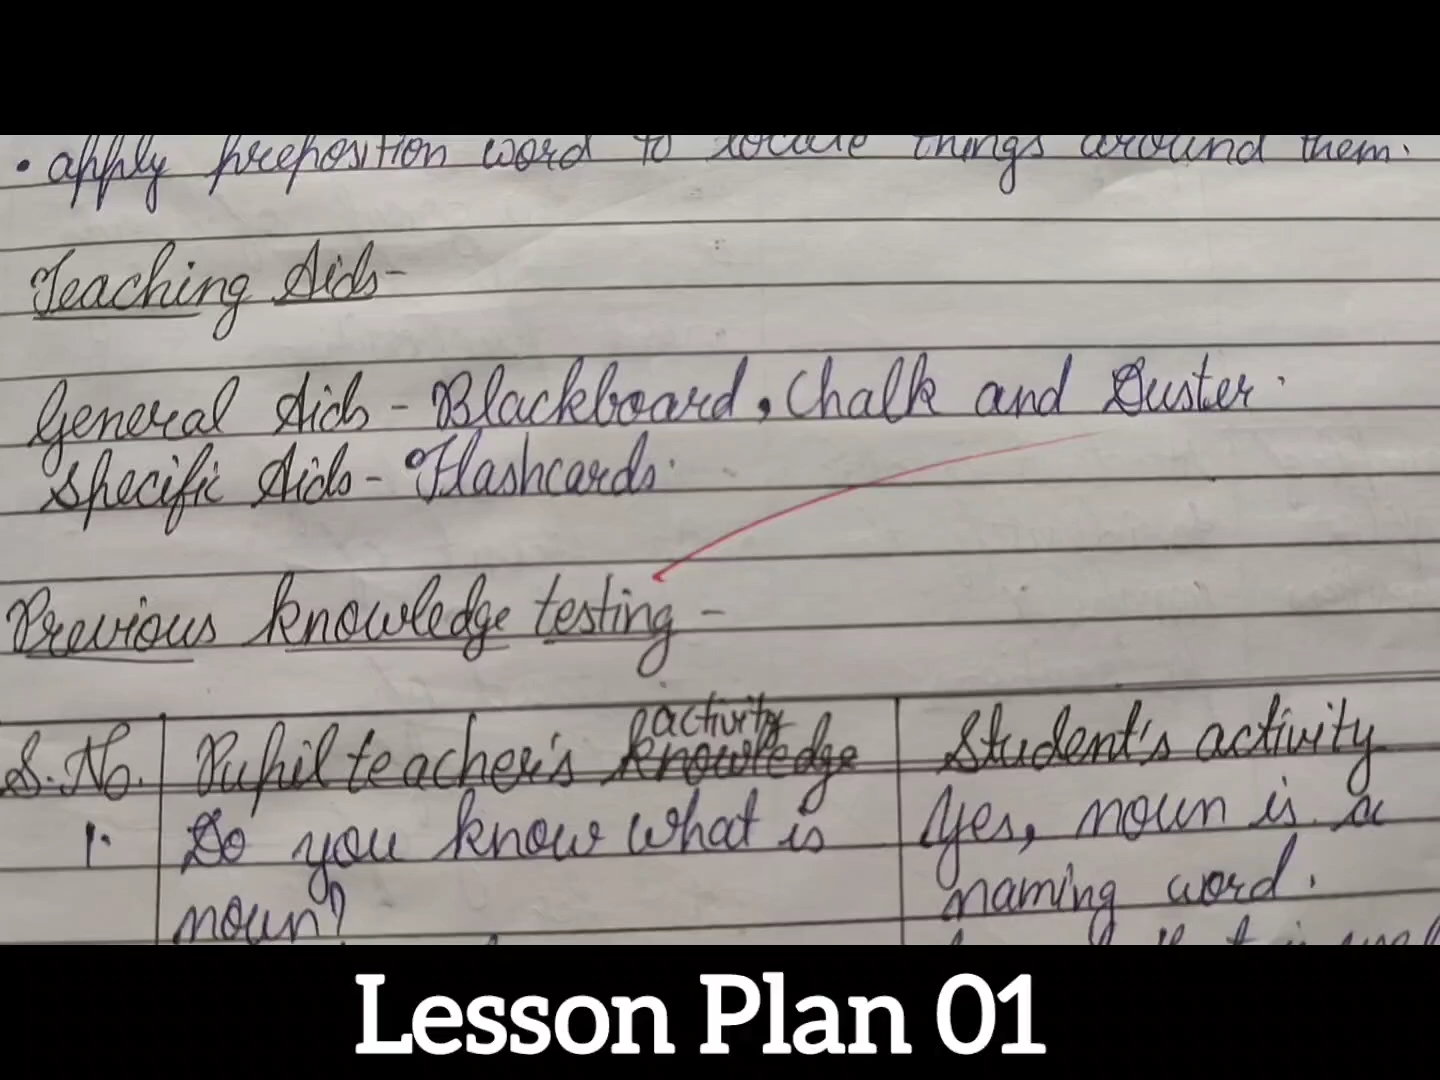 • apply preposition word to locate things around them.
Teaching Aids-
General Aids - Blackboard, Chalk and Duster.
Specific Aids - Flashcards.
Previous knowledge testing -
S.No. Pupil teacher's knowledge activity Student's activity
1. Do you know what is Yes, noun is a
noun? naming word.
Lesson Plan 01